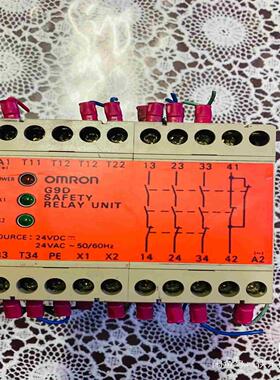 A1 T11 T12 T12 T22 13 23 33 41
POWER OMRON
G9D
SAFETY
RELAY UNIT
SOURCE: 24VDC
24VAC ~ 50/60Hz
T34 PE X1 X2 14 24 34 42 A2